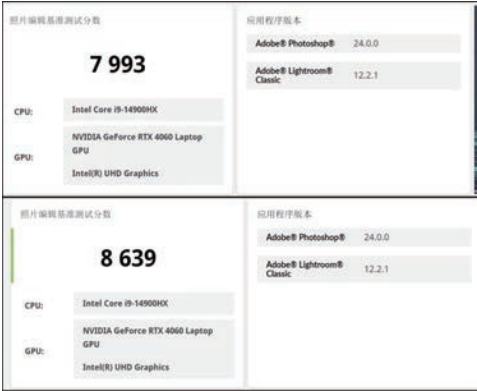 照片编辑基准测试分数
应用程序版本
7 993
Adobe® Photoshop® 24.0.0
Adobe® Lightroom® Classic 12.2.1
CPU: Intel Core i9-14900HX
GPU: NVIDIA GeForce RTX 4060 Laptop GPU
Intel(R) UHD Graphics
照片编辑基准测试分数
应用程序版本
8 639
Adobe® Photoshop® 24.0.0
Adobe® Lightroom® Classic 12.2.1
CPU: Intel Core i9-14900HX
GPU: NVIDIA GeForce RTX 4060 Laptop GPU
Intel(R) UHD Graphics